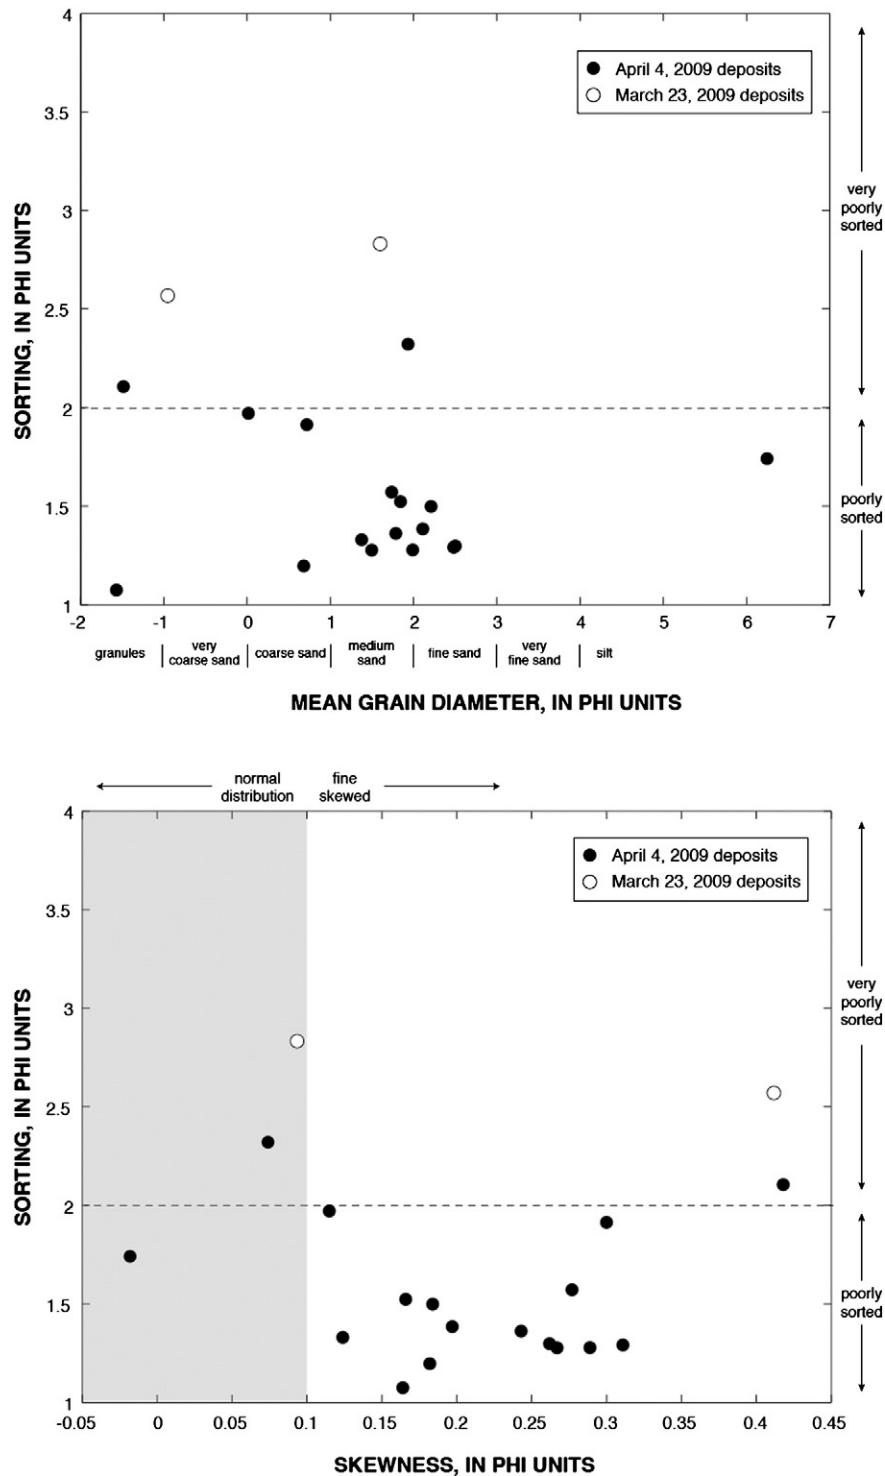 4
3.5
3
2.5
2
1.5
1
SORTING, IN PHI UNITS
April 4, 2009 deposits
March 23, 2009 deposits
very
poorly
sorted
poorly
sorted
-2 -1 0 1 2 3 4 5 6 7
granules
very
coarse sand
coarse sand
medium
sand
fine sand
very
fine sand
silt
MEAN GRAIN DIAMETER, IN PHI UNITS
normal
distribution
fine
skewed
4
3.5
3
2.5
2
1.5
1
SORTING, IN PHI UNITS
April 4, 2009 deposits
March 23, 2009 deposits
very
poorly
sorted
poorly
sorted
-0.05 0 0.05 0.1 0.15 0.2 0.25 0.3 0.35 0.4 0.45
SKEWNESS, IN PHI UNITS